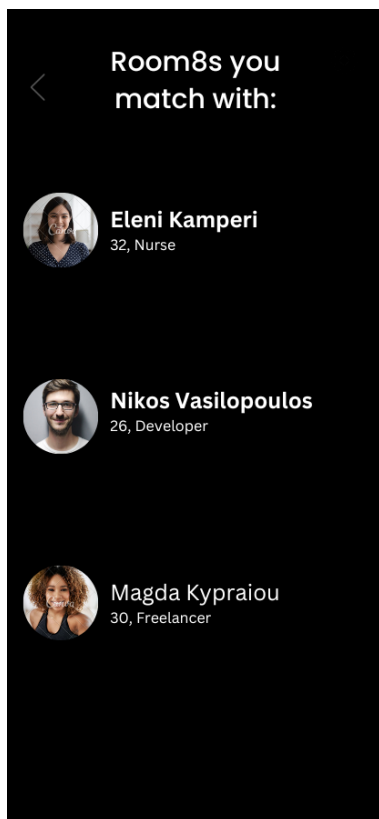 Room8s you
match with:
Eleni Kamperi
32, Nurse
Nikos Vasilopoulos
26, Developer
Magda Kypraiou
30, Freelancer